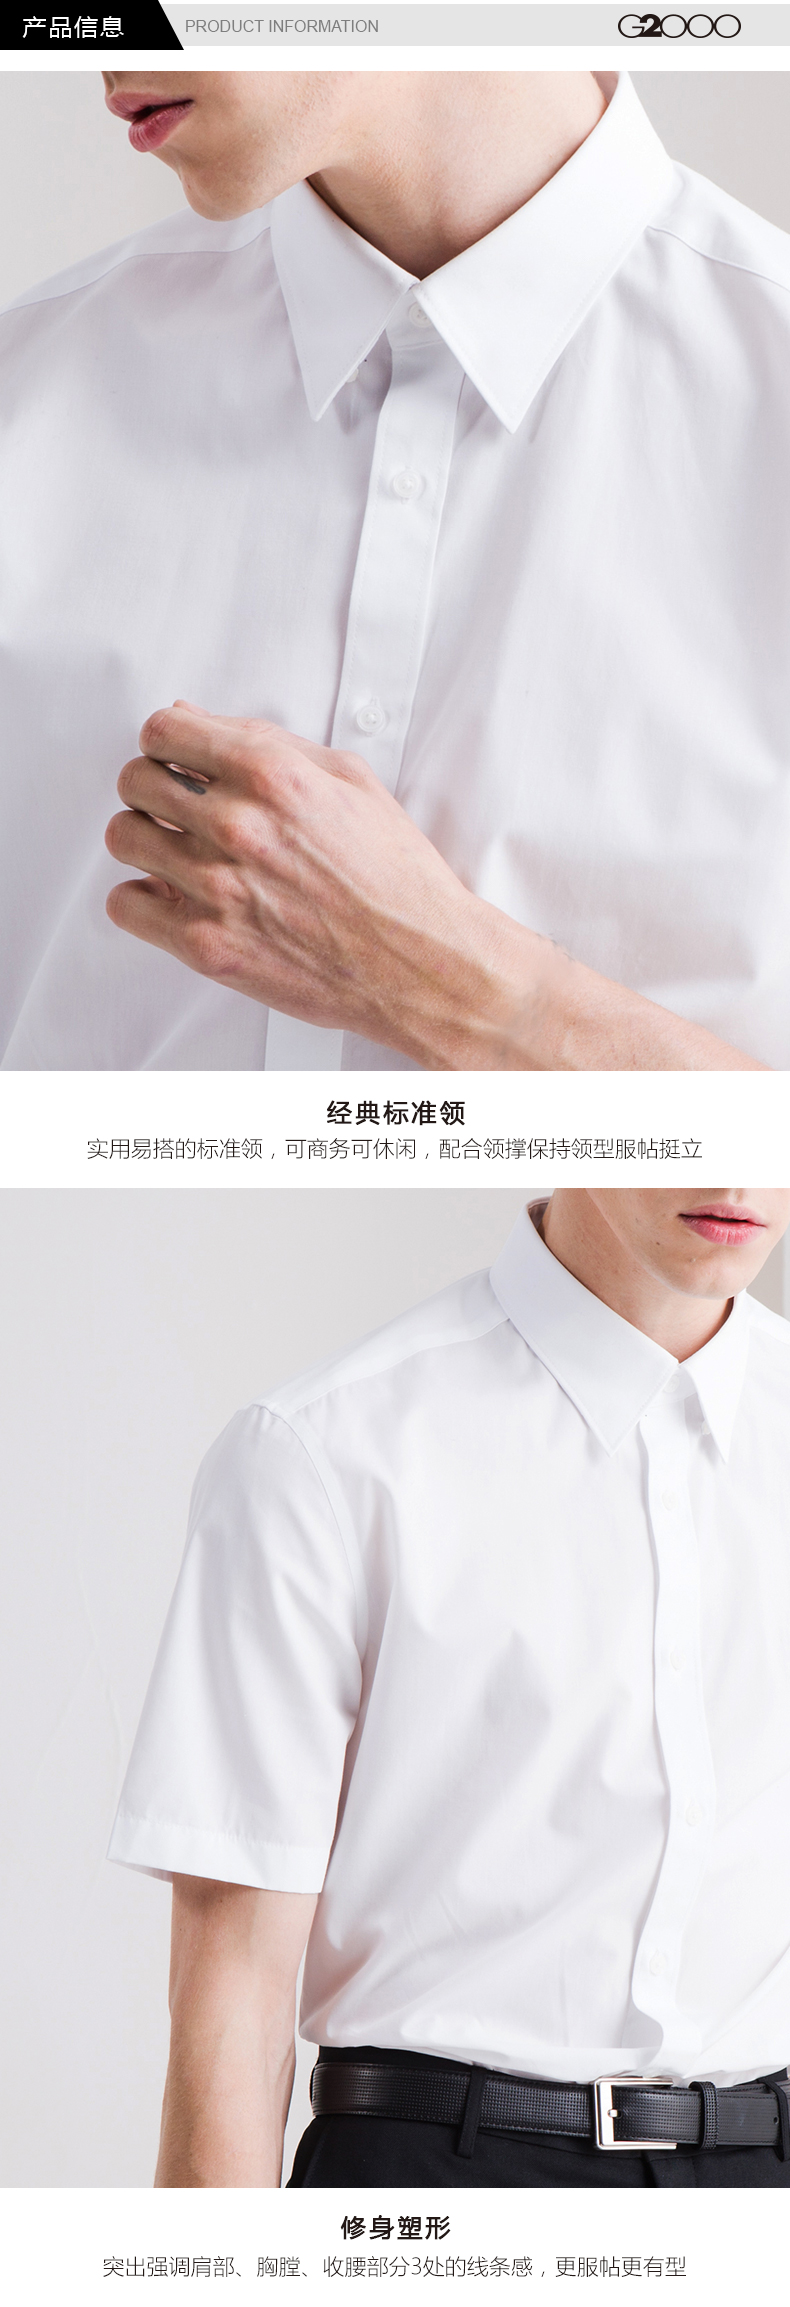 产品信息
PRODUCT INFORMATION
G2000
经典标准领
实用易搭的标准领，可商务可休闲，配合领撑保持领型服帖挺立
修身塑形
突出强调肩部、胸膛、收腰部分3处的线条感，更服帖更有型